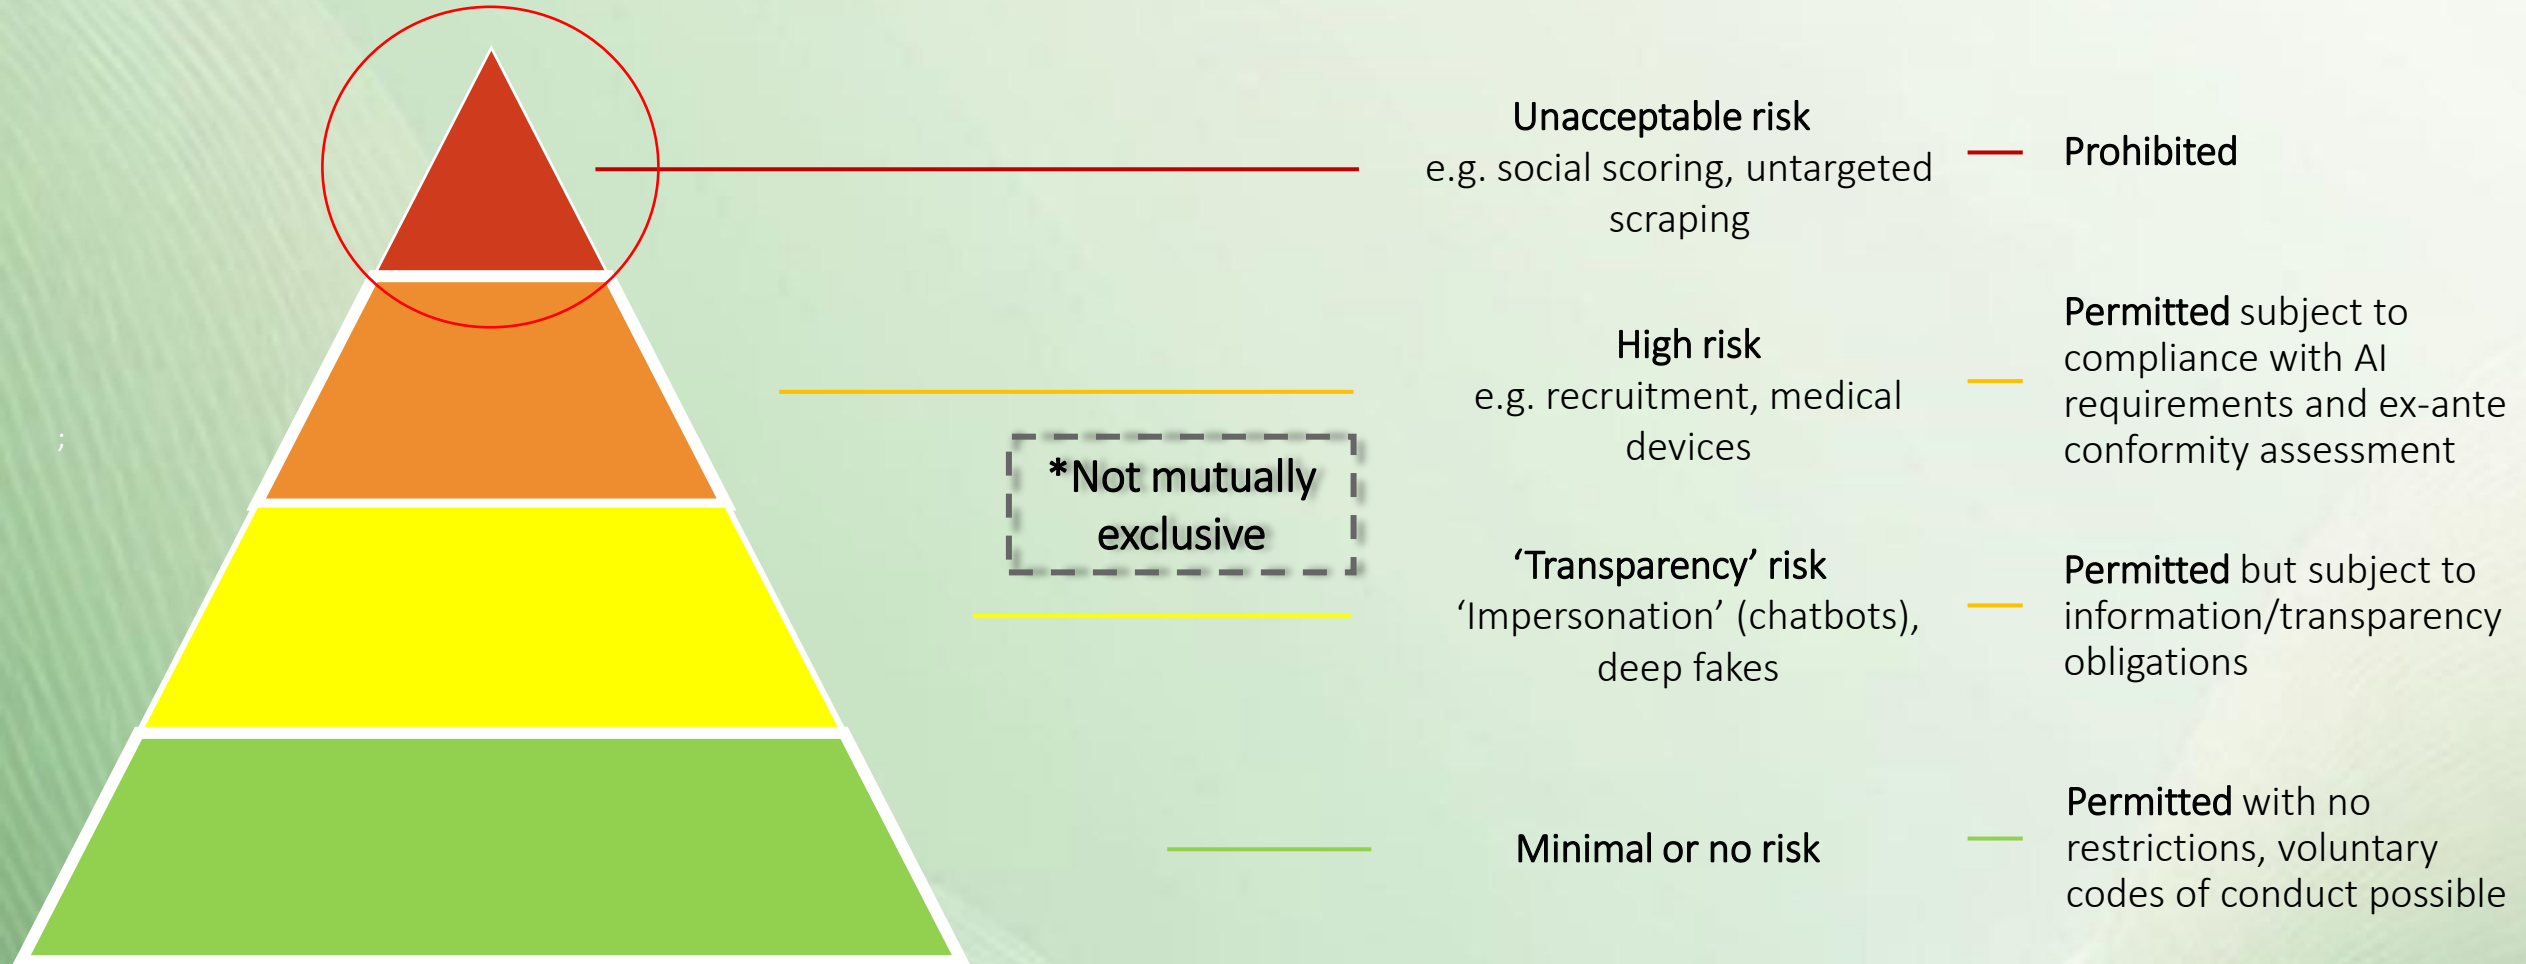 Unacceptable risk
e.g. social scoring, untargeted
scraping
Prohibited
High risk
e.g. recruitment, medical
devices
Permitted subject to
compliance with AI
requirements and ex-ante
conformity assessment
;
*Not mutually
exclusive
‘Transparency’ risk
‘Impersonation’ (chatbots),
deep fakes
Permitted but subject to
information/transparency
obligations
Minimal or no risk
Permitted with no
restrictions, voluntary
codes of conduct possible